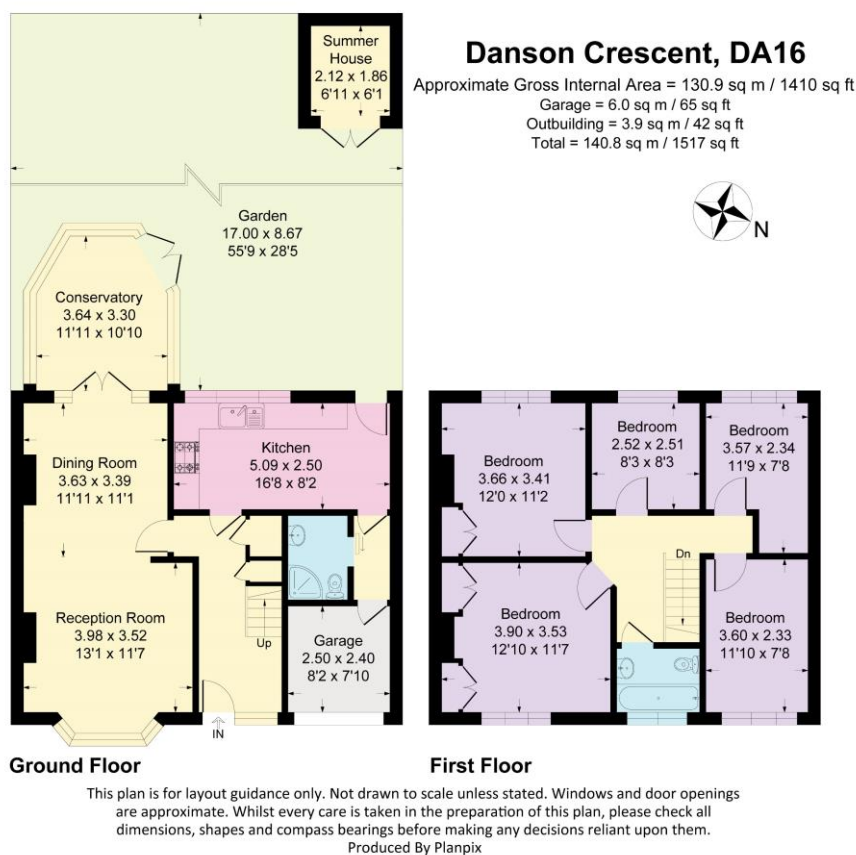 Danson Crescent, DA16
Approximate Gross Internal Area = 130.9 sq m / 1410 sq ft
Garage = 6.0 sq m / 65 sq ft
Outbuilding = 3.9 sq m / 42 sq ft
Total = 140.8 sq m / 1517 sq ft
N
Summer
House
2.12 x 1.86
6'11 x 6'1
Garden
17.00 x 8.67
55'9 x 28'5
Conservatory
3.64 x 3.30
11'11 x 10'10
Dining Room
3.63 x 3.39
11'11 x 11'1
Kitchen
5.09 x 2.50
16'8 x 8'2
Reception Room
3.98 x 3.52
13'1 x 11'7
Up
Garage
2.50 x 2.40
8'2 x 7'10
IN
Ground Floor
Bedroom
3.66 x 3.41
12'0 x 11'2
Bedroom
2.52 x 2.51
8'3 x 8'3
Bedroom
3.57 x 2.34
11'9 x 7'8
Dn
Bedroom
3.90 x 3.53
12'10 x 11'7
Bedroom
3.60 x 2.33
11'10 x 7'8
First Floor
This plan is for layout guidance only. Not drawn to scale unless stated. Windows and door openings
are approximate. Whilst every care is taken in the preparation of this plan, please check all
dimensions, shapes and compass bearings before making any decisions reliant upon them.
Produced By Planpix